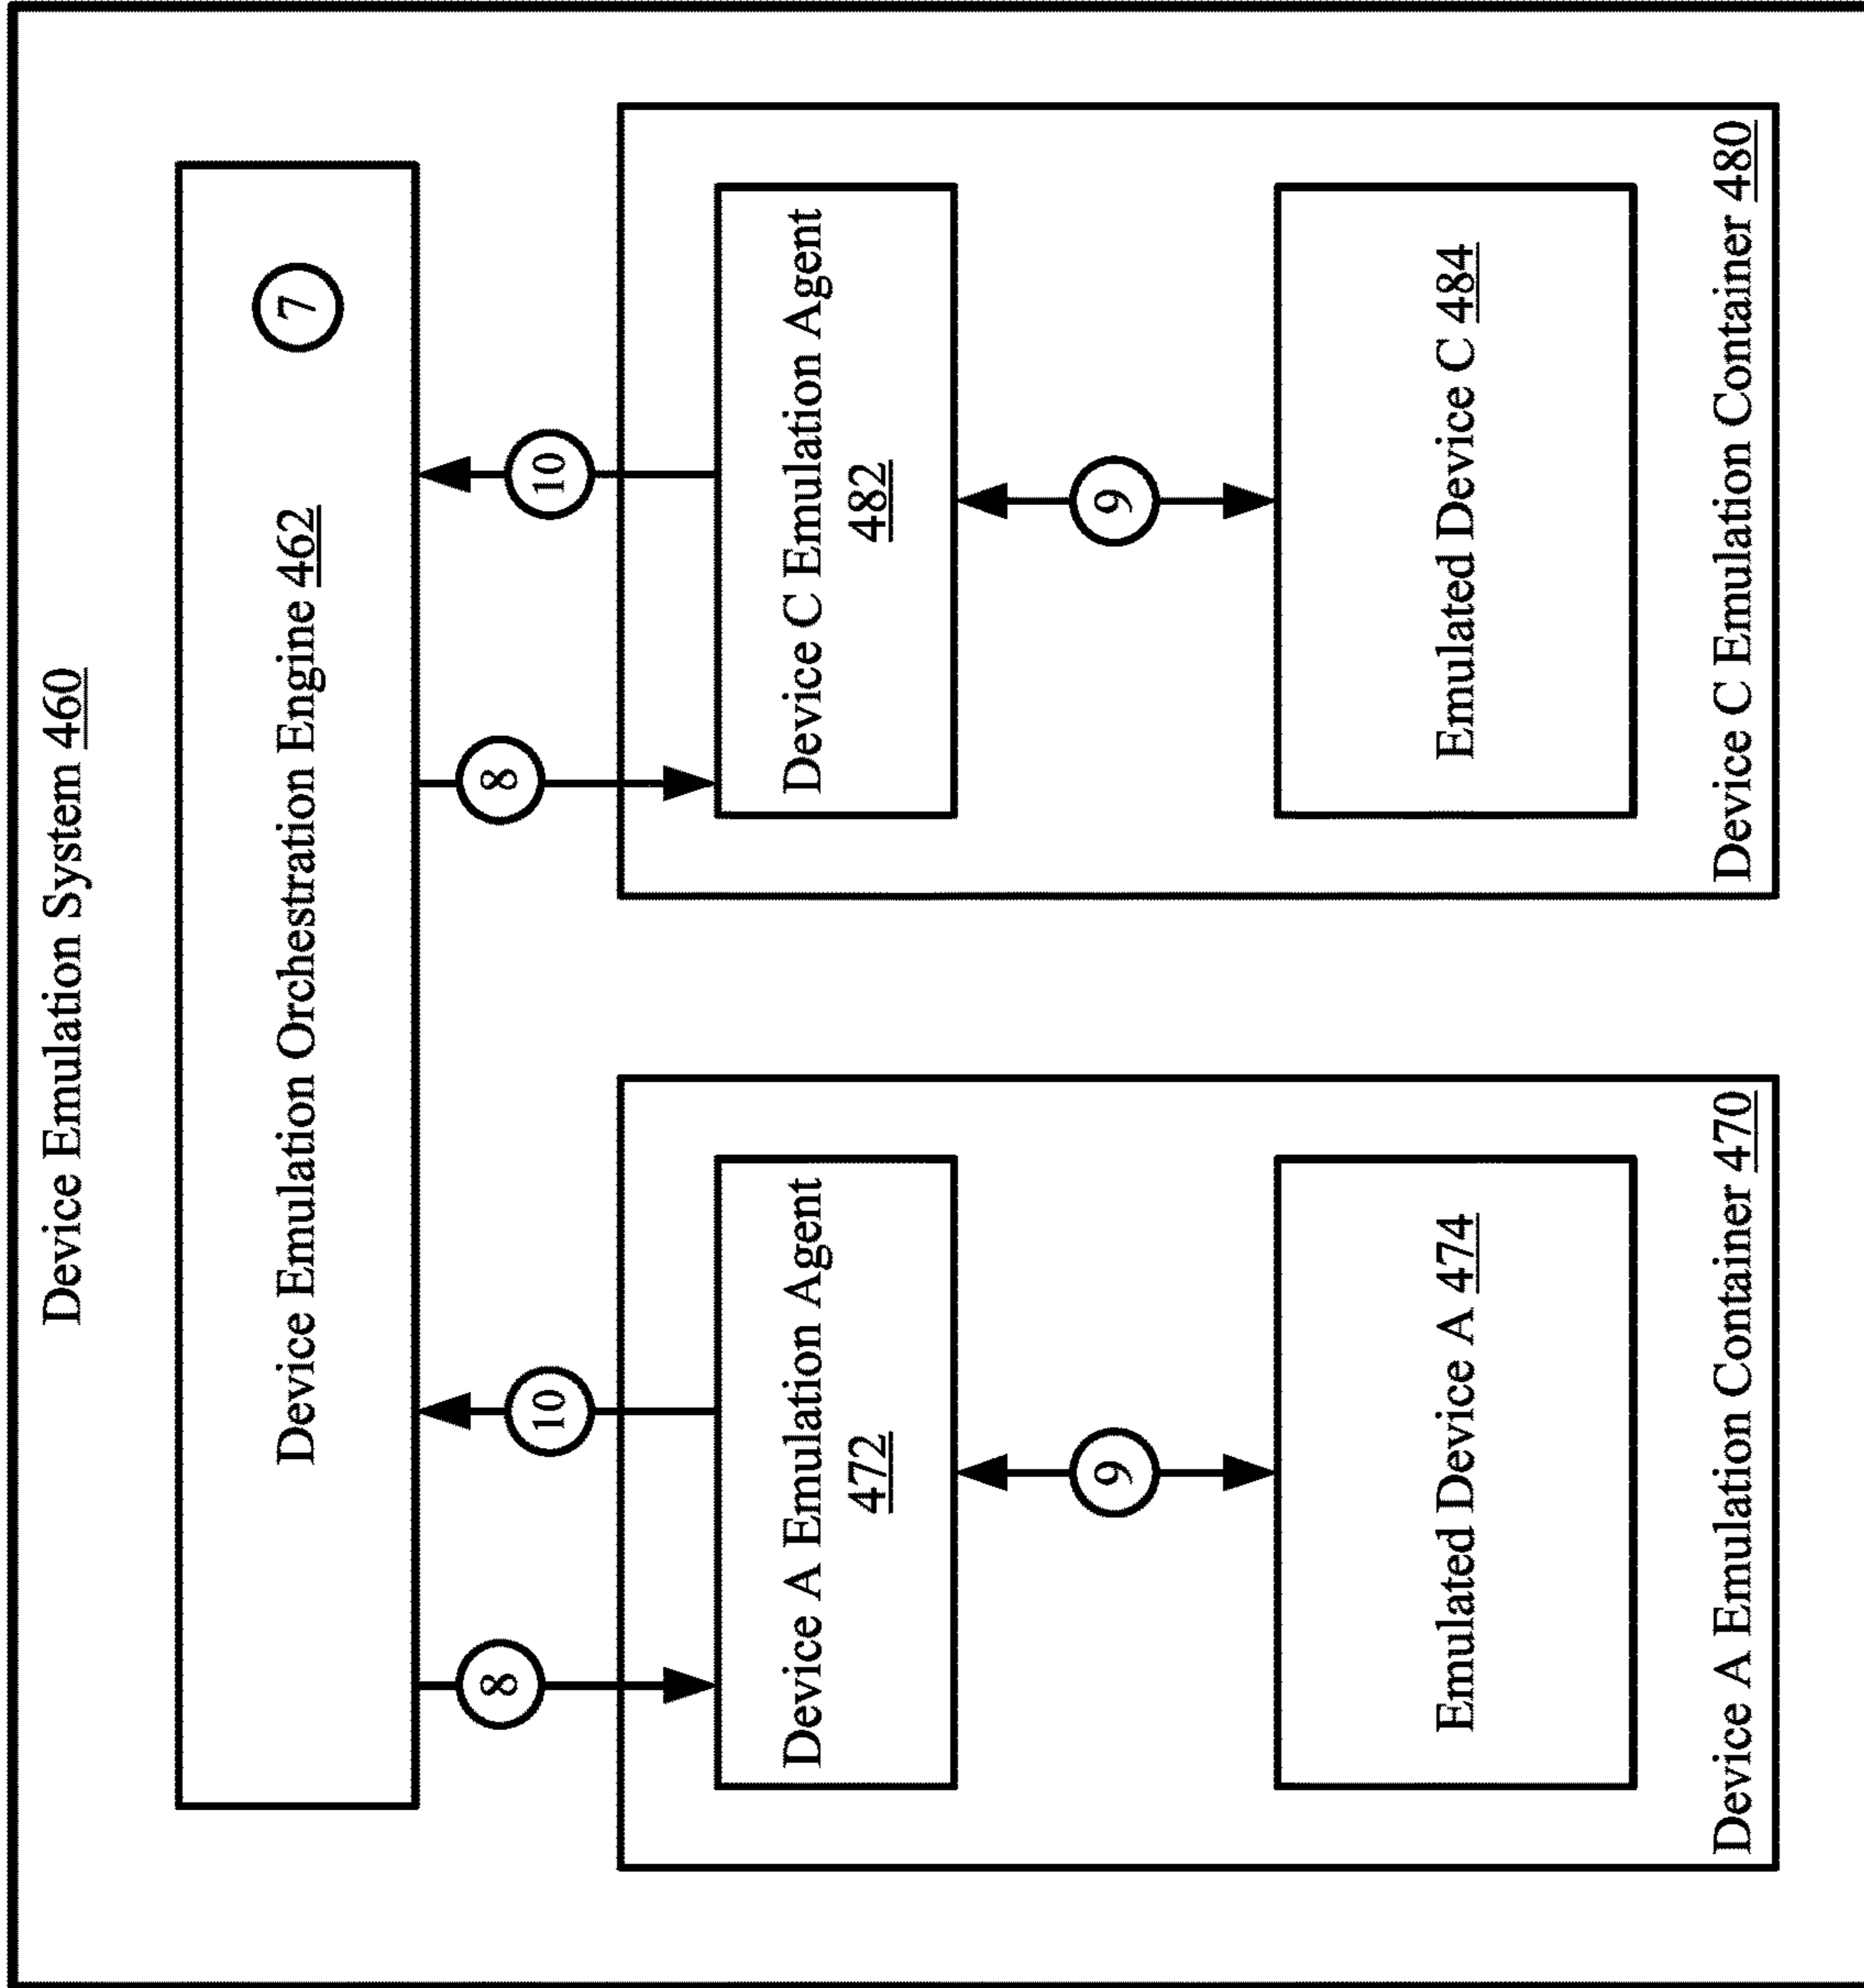 Device Emulation System 460
Device Emulation Orchestration Engine 462
7
8
10
8
10
Device A Emulation Agent
472
Device C Emulation Agent
482
9
9
Emulated Device A 474
Emulated Device C 484
Device A Emulation Container 470
Device C Emulation Container 480